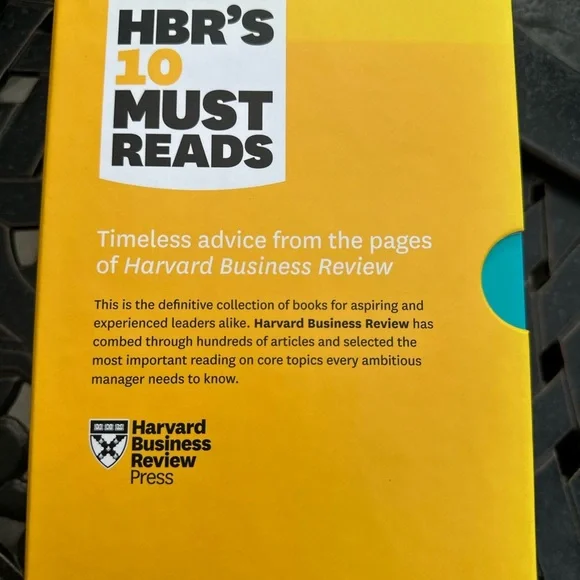 HBR'S
10
MUST
READS
Timeless advice from the pages
of Harvard Business Review
This is the definitive collection of books for aspiring and
experienced leaders alike. Harvard Business Review has
combed through hundreds of articles and selected the
most important reading on core topics every ambitious
manager needs to know.
Harvard
Business
Review
Press